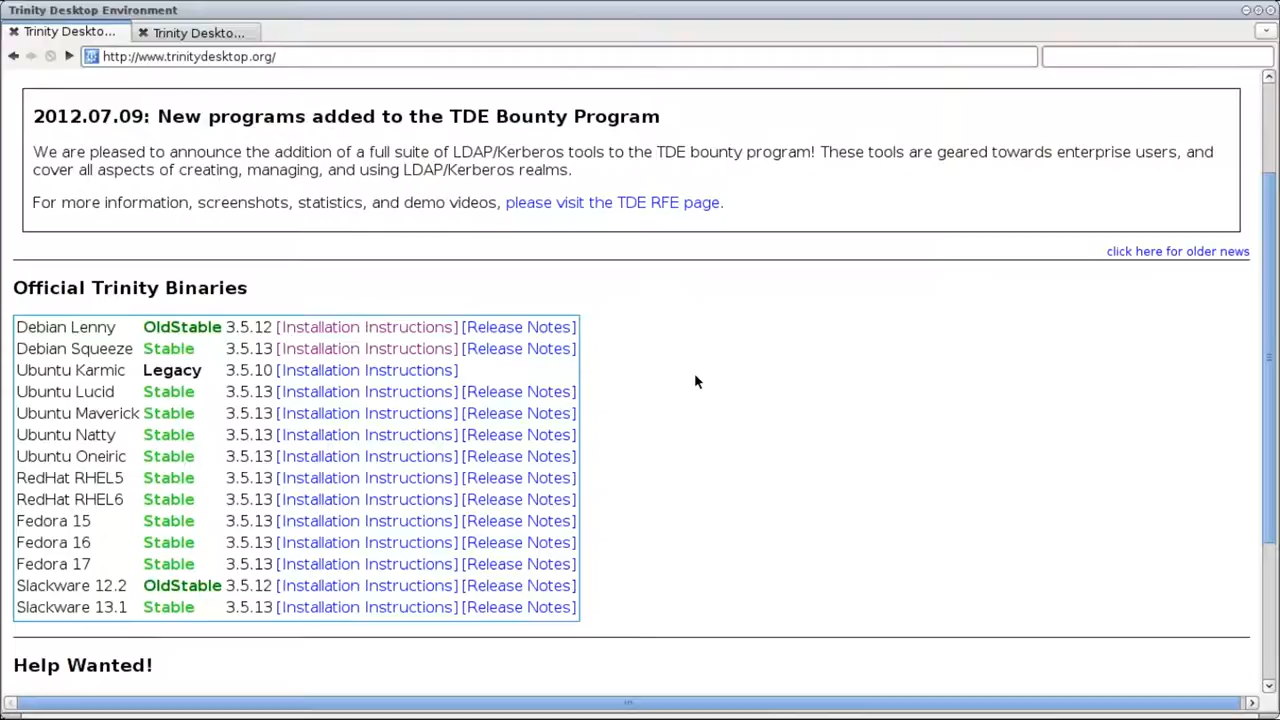 Trinity Desktop Environment
Trinity Deskto... Trinity Deskto...
http://www.trinitydesktop.org/
2012.07.09: New programs added to the TDE Bounty Program
We are pleased to announce the addition of a full suite of LDAP/Kerberos tools to the TDE bounty program! These tools are geared towards enterprise users, and
cover all aspects of creating, managing, and using LDAP/Kerberos realms.
For more information, screenshots, statistics, and demo videos, please visit the TDE RFE page.
click here for older news
Official Trinity Binaries
Debian Lenny OldStable 3.5.12 [Installation Instructions] [Release Notes]
Debian Squeeze Stable 3.5.13 [Installation Instructions] [Release Notes]
Ubuntu Karmic Legacy 3.5.10 [Installation Instructions]
Ubuntu Lucid Stable 3.5.13 [Installation Instructions] [Release Notes]
Ubuntu Maverick Stable 3.5.13 [Installation Instructions] [Release Notes]
Ubuntu Natty Stable 3.5.13 [Installation Instructions] [Release Notes]
Ubuntu Oneiric Stable 3.5.13 [Installation Instructions] [Release Notes]
RedHat RHEL5 Stable 3.5.13 [Installation Instructions] [Release Notes]
RedHat RHEL6 Stable 3.5.13 [Installation Instructions] [Release Notes]
Fedora 15 Stable 3.5.13 [Installation Instructions] [Release Notes]
Fedora 16 Stable 3.5.13 [Installation Instructions] [Release Notes]
Fedora 17 Stable 3.5.13 [Installation Instructions] [Release Notes]
Slackware 12.2 OldStable 3.5.12 [Installation Instructions] [Release Notes]
Slackware 13.1 Stable 3.5.13 [Installation Instructions] [Release Notes]
Help Wanted!